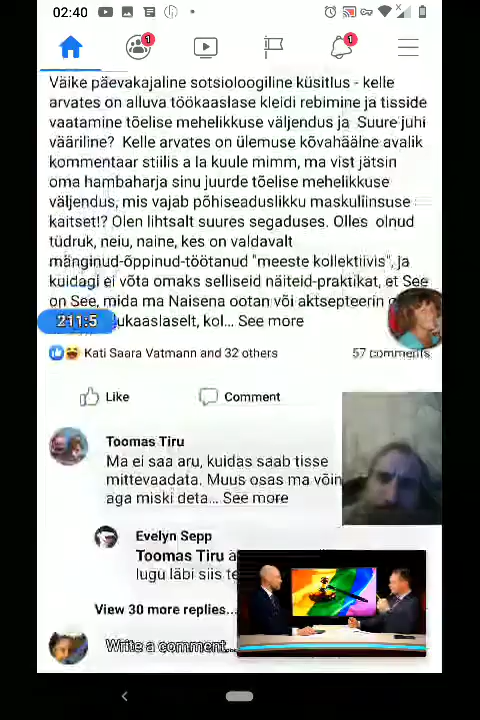 02:40
1
1
Väike päevakajaline sotsioloogiline küsitlus - kelle
arvates on alluva töökaaslase kleidi rebimine ja tisside
vaatamine tõelise mehelikkuse väljendus ja Suure juhi
vääriline? Kelle arvates on ülemuse kõvahäälne avalik
kommentaar stiilis a la kuule mimm, ma vist jätsin
oma hambaharja sinu juurde tõelise mehelikkuse
väljendus, mis vajab põhiseaduslikku maskuliinsuse
kaitset!? Olen lihtsalt suures segaduses. Olles olnud
tüdruk, neiu, naine, kes on valdavalt
mänginud-õppinud-töötanud "meeste kollektiivis", ja
kuidagi ei võta omaks selliseid näiteid-praktikat, et See
on See, mida ma Naisena ootan või aktsepteerin
211:5 ukaaslaselt, kol... See more
Kati Saara Vatmann and 32 others 57 comments
Like Comment
Toomas Tiru
Ma ei saa aru, kuidas saab tisse
mittevaadata. Muus osas ma võin
aga miski deta... See more
Evelyn Sepp
Toomas Tiru
lugu läbi siis
View 30 more replies...
Write a comment...